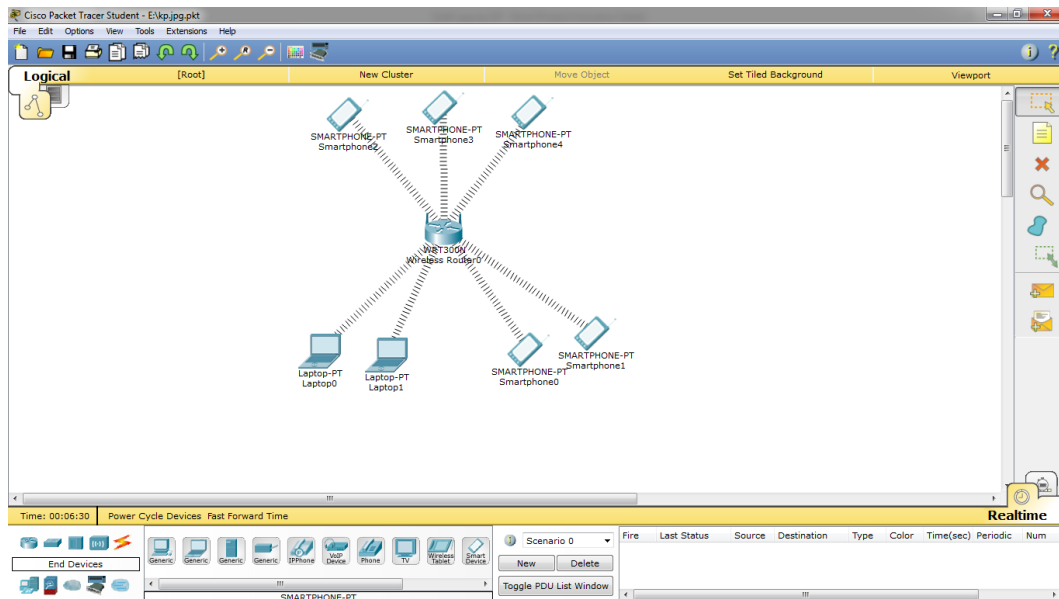 Cisco Packet Tracer Student - E:\kp.jpg.pkt
File Edit Options View Tools Extensions Help
Logical [Root] New Cluster Move Object Set Tiled Background Viewport
SMARTPHONE-PT
Smartphone2
SMARTPHONE-PT
Smartphone3
SMARTPHONE-PT
Smartphone4
WRT300N
Wireless Router0
Laptop-PT
Laptop0
Laptop-PT
Laptop1
SMARTPHONE-PT
Smartphone0
SMARTPHONE-PT
Smartphone1
Time: 00:06:30 Power Cycle Devices Fast Forward Time Realtime
End Devices
Generic Generic Generic Generic IPPhone VoIP Device Phone TV Wireless Tablet Smart Device
SMARTPHONE-PT
Scenario 0
New Delete
Toggle PDU List Window
Fire Last Status Source Destination Type Color Time(sec) Periodic Num